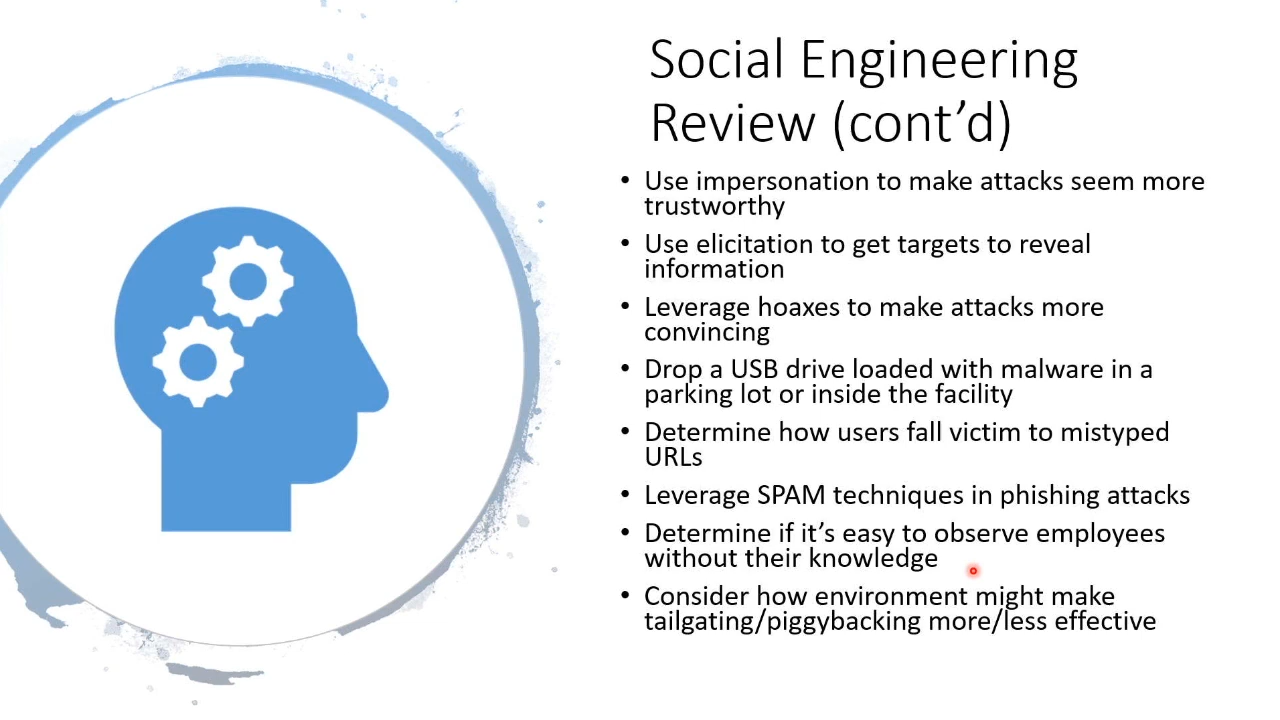 Social Engineering
Review (cont’d)
• Use impersonation to make attacks seem more
trustworthy
• Use elicitation to get targets to reveal
information
• Leverage hoaxes to make attacks more
convincing
• Drop a USB drive loaded with malware in a
parking lot or inside the facility
• Determine how users fall victim to mistyped
URLs
• Leverage SPAM techniques in phishing attacks
• Determine if it’s easy to observe employees
without their knowledge
• Consider how environment might make
tailgating/piggybacking more/less effective